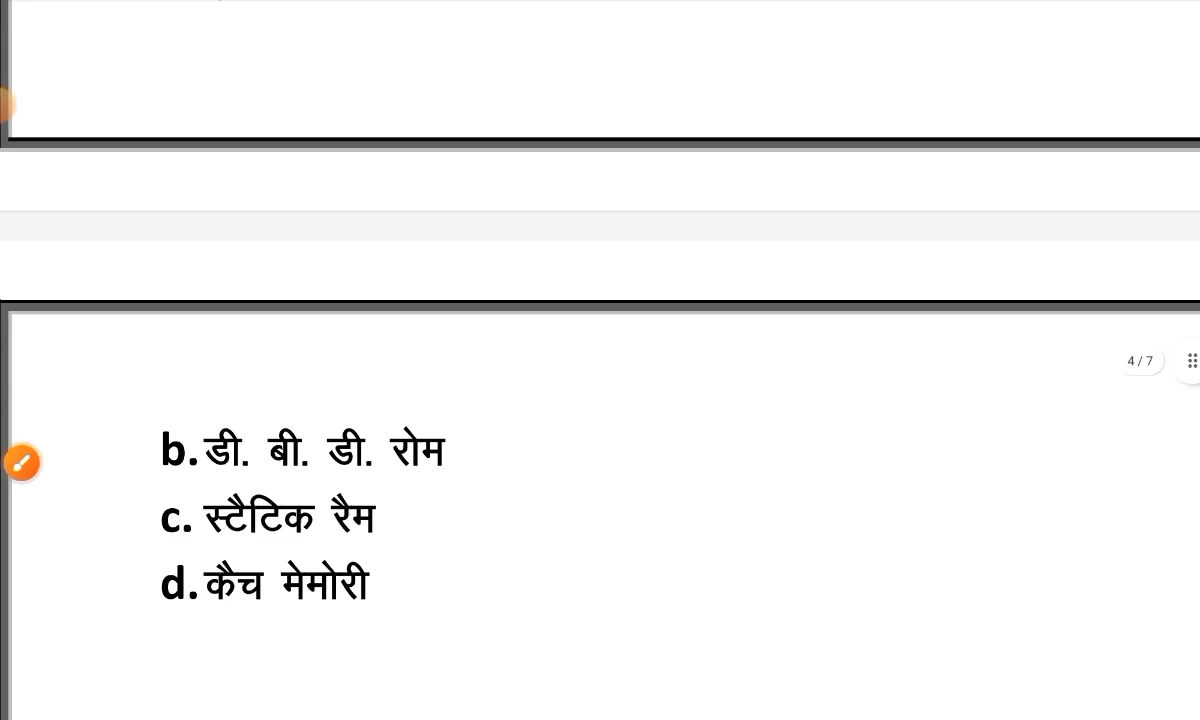 4 / 7
b. डी. बी. डी. रोम
c. स्टैटिक रैम
d. कैच मेमोरी